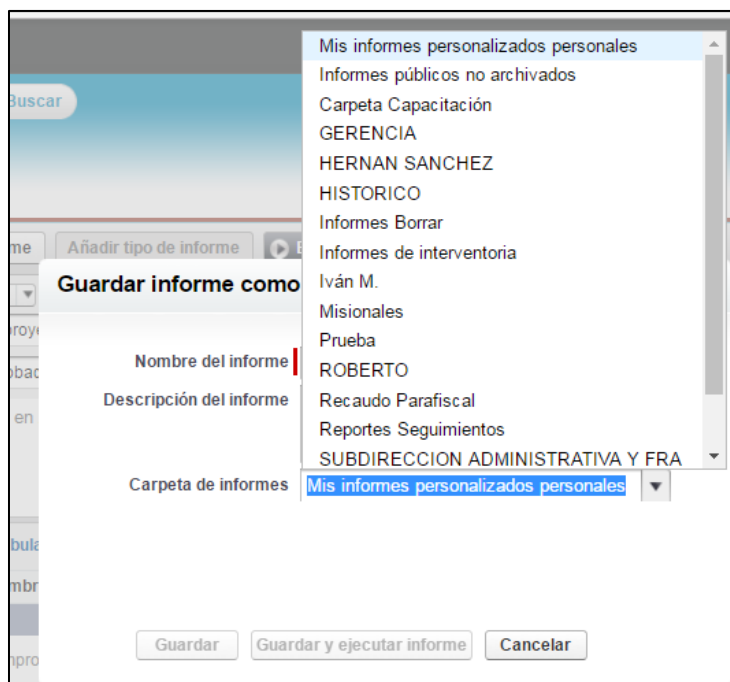 Mis informes personalizados personales
Informes públicos no archivados
Buscar
Carpeta Capacitación
GERENCIA
HERNAN SANCHEZ
HISTORICO
Informes Borrar
me
Añadir tipo de informe
Informes de interventoria
Guardar informe como
Iván M.
Misionales
Prueba
Nombre del informe
ROBERTO
Descripción del informe
Recaudo Parafiscal
en
Reportes Seguimientos
SUBDIRECCION ADMINISTRATIVA Y FRA
Carpeta de informes
Mis informes personalizados personales
Guardar
Guardar y ejecutar informe
Cancelar